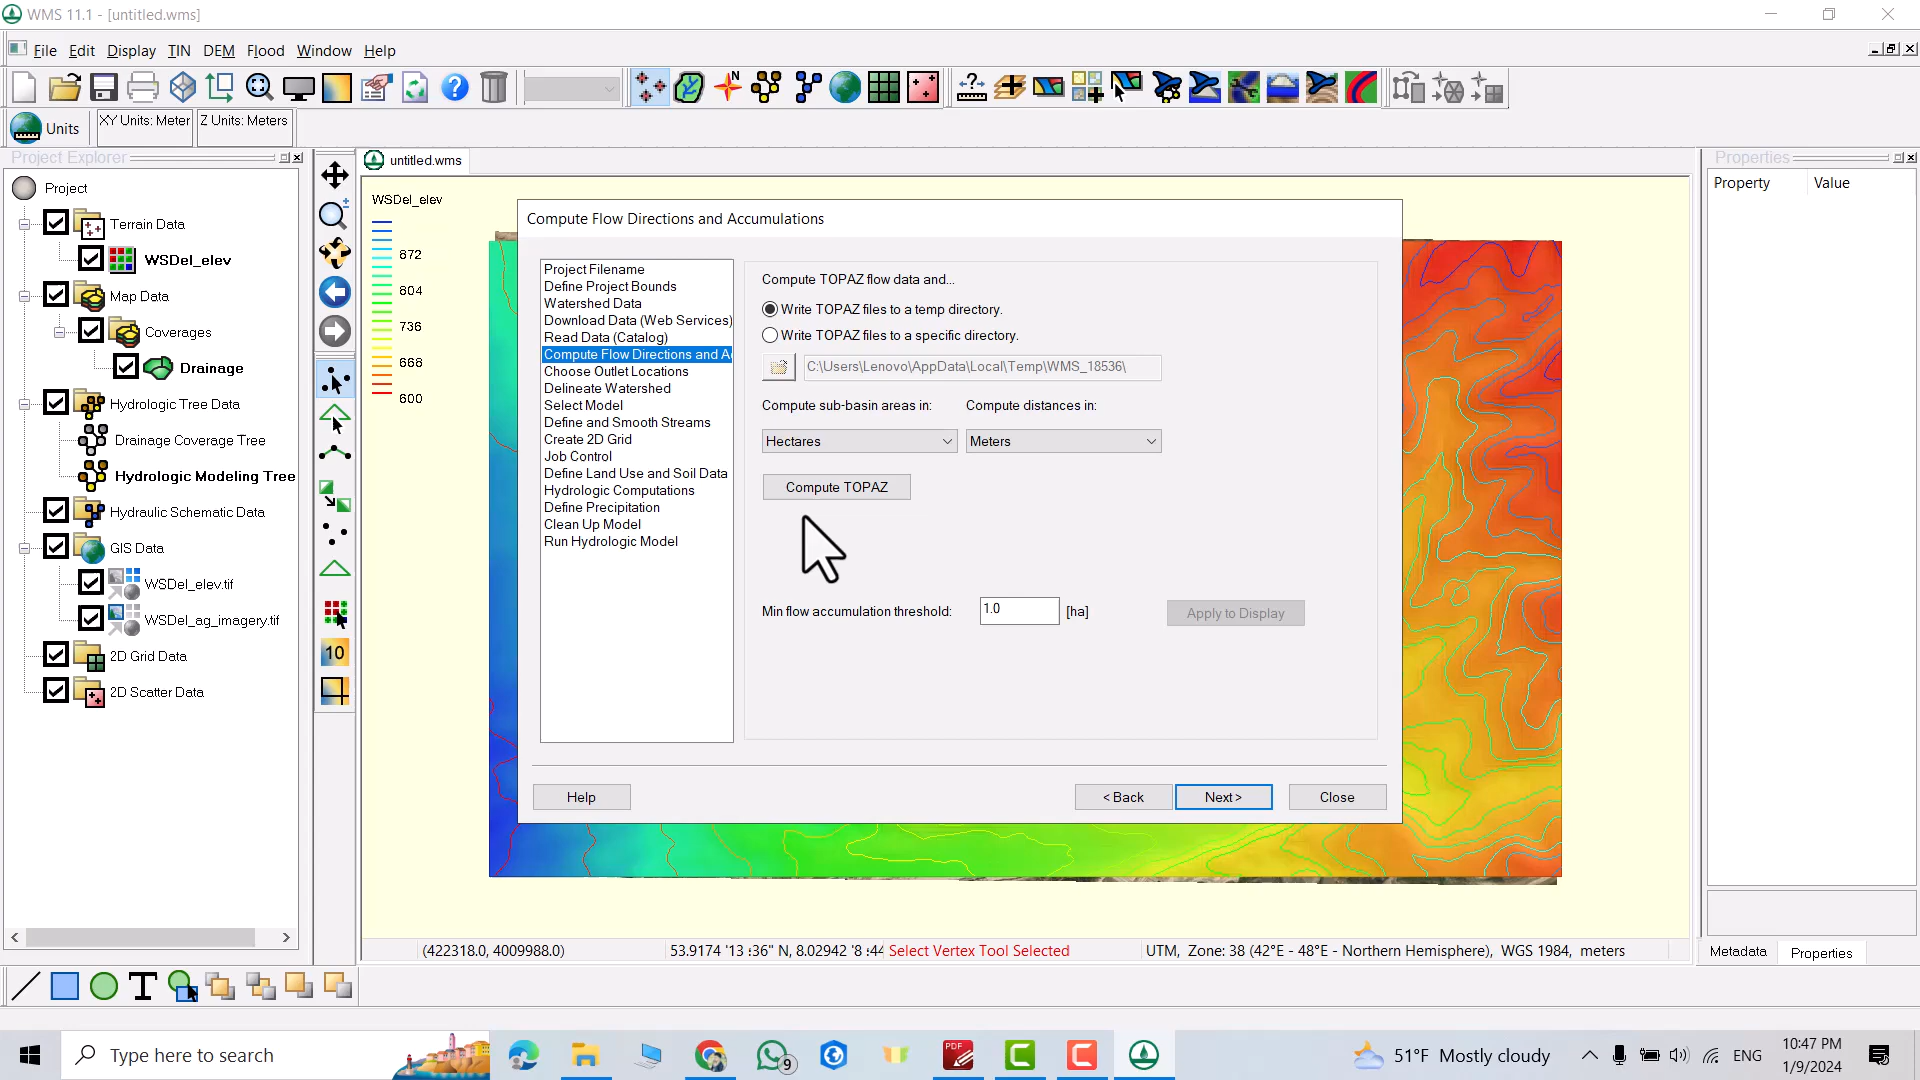 WMS 11.1 - [untitled.wms]
File Edit Display TIN DEM Flood Window Help
Units
XY Units: Meter
Z Units: Meters
Project Explorer
Project
Terrain Data
WSDel_elev
Map Data
Coverages
Drainage
Hydrologic Tree Data
Drainage Coverage Tree
Hydrologic Modeling Tree
Hydraulic Schematic Data
GIS Data
WSDel_elev.tif
WSDel_ag_imagery.tif
2D Grid Data
2D Scatter Data
10
untitled.wms
WSDel_elev
872
804
736
668
600
Compute Flow Directions and Accumulations
Project Filename
Define Project Bounds
Watershed Data
Download Data (Web Services)
Read Data (Catalog)
Compute Flow Directions and A
Choose Outlet Locations
Delineate Watershed
Select Model
Define and Smooth Streams
Create 2D Grid
Job Control
Define Land Use and Soil Data
Hydrologic Computations
Define Precipitation
Clean Up Model
Run Hydrologic Model
Compute TOPAZ flow data and...
Write TOPAZ files to a temp directory.
Write TOPAZ files to a specific directory.
C:\Users\Lenovo\AppData\Local\Temp\WMS_18536\
Compute sub-basin areas in: Compute distances in:
Hectares Meters
Compute TOPAZ
Min flow accumulation threshold: 1.0 [ha] Apply to Display
Help < Back Next > Close
Properties
Property Value
Metadata Properties
(422318.0, 4009988.0) 53.9174 '13 :36" N, 8.02942 '8 :44 Select Vertex Tool Selected UTM, Zone: 38 (42°E - 48°E - Northern Hemisphere), WGS 1984, meters
T
Type here to search
9
PDF
51°F Mostly cloudy
ENG
10:47 PM
1/9/2024